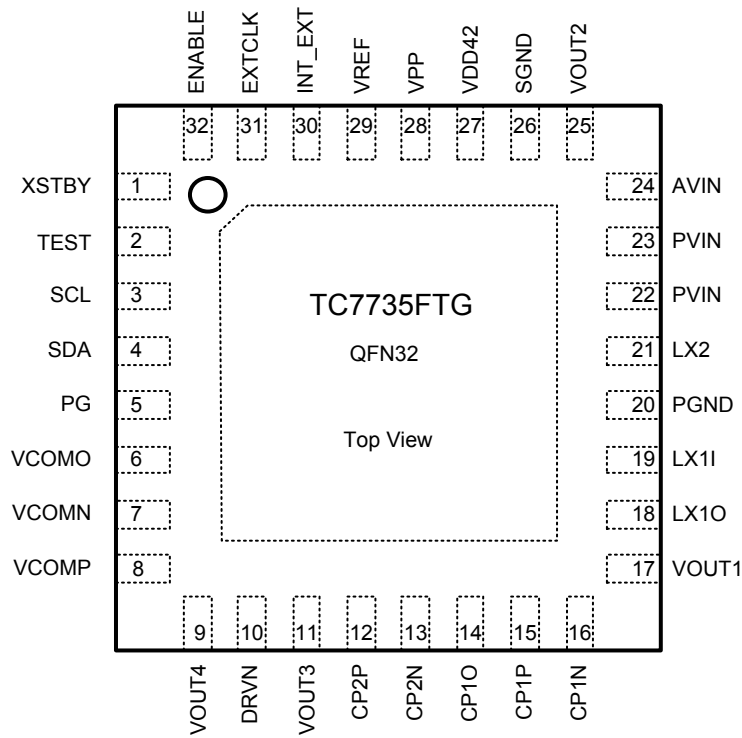 ENABLE
EXTCLK
INT_EXT
VREF
VPP
VDD42
SGND
VOUT2
32 31 30 29 28 27 26 25
XSTBY 1
TEST 2
SCL 3
SDA 4
PG 5
VCOMO 6
VCOMN 7
VCOMP 8
TC7735FTG
QFN32
Top View
24 AVIN
23 PVIN
22 PVIN
21 LX2
20 PGND
19 LX1I
18 LX1O
17 VOUT1
9 10 11 12 13 14 15 16
VOUT4
DRVN
VOUT3
CP2P
CP2N
CP1O
CP1P
CP1N